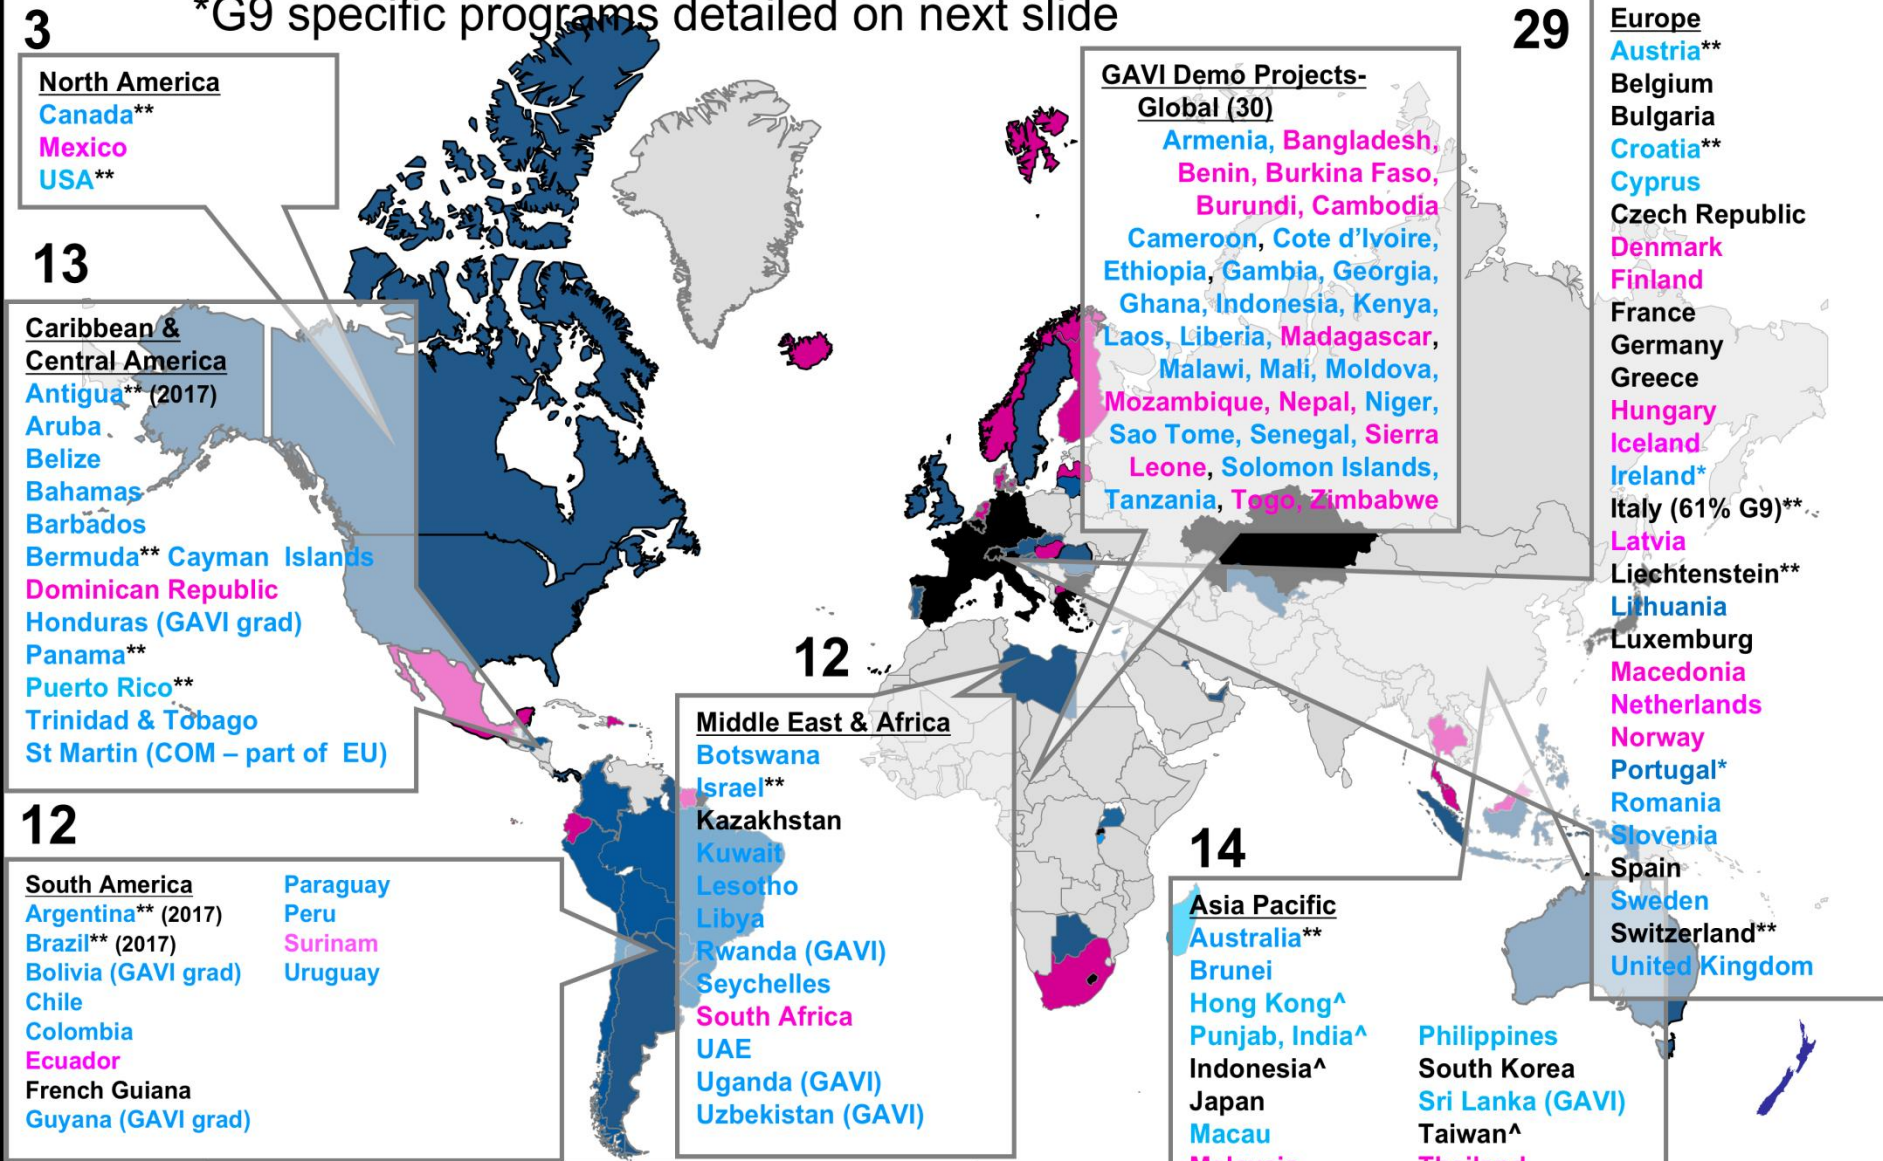 *G9 specific programs detailed on next slide
3
North America
Canada**
Mexico
USA**
13
Caribbean &
Central America
Antigua** (2017)
Aruba
Belize
Bahamas
Barbados
Bermuda** Cayman Islands
Dominican Republic
Honduras (GAVI grad)
Panama**
Puerto Rico**
Trinidad & Tobago
St Martin (COM – part of EU)
12
South America
Argentina** (2017)
Brazil** (2017)
Bolivia (GAVI grad)
Chile
Colombia
Ecuador
French Guiana
Guyana (GAVI grad)
Paraguay
Peru
Surinam
Uruguay
12
Middle East & Africa
Botswana
Israel**
Kazakhstan
Kuwait
Lesotho
Libya
Rwanda (GAVI)
Seychelles
South Africa
UAE
Uganda (GAVI)
Uzbekistan (GAVI)
GAVI Demo Projects-
Global (30)
Armenia, Bangladesh,
Benin, Burkina Faso,
Burundi, Cambodia
Cameroon, Cote d’Ivoire,
Ethiopia, Gambia, Georgia,
Ghana, Indonesia, Kenya,
Laos, Liberia, Madagascar,
Malawi, Mali, Moldova,
Mozambique, Nepal, Niger,
Sao Tome, Senegal, Sierra
Leone, Solomon Islands,
Tanzania, Togo, Zimbabwe
14
Asia Pacific
Australia**
Brunei
Hong Kong^
Punjab, India^
Indonesia^
Japan
Macau
Malaysia
Philippines
South Korea
Sri Lanka (GAVI)
Taiwan^
Thailand
29
Europe
Austria**
Belgium
Bulgaria
Croatia**
Cyprus
Czech Republic
Denmark
Finland
France
Germany
Greece
Hungary
Iceland
Ireland*
Italy (61% G9)**
Latvia
Liechtenstein**
Lithuania
Luxemburg
Macedonia
Netherlands
Norway
Portugal*
Romania
Slovenia
Spain
Sweden
Switzerland**
United Kingdom